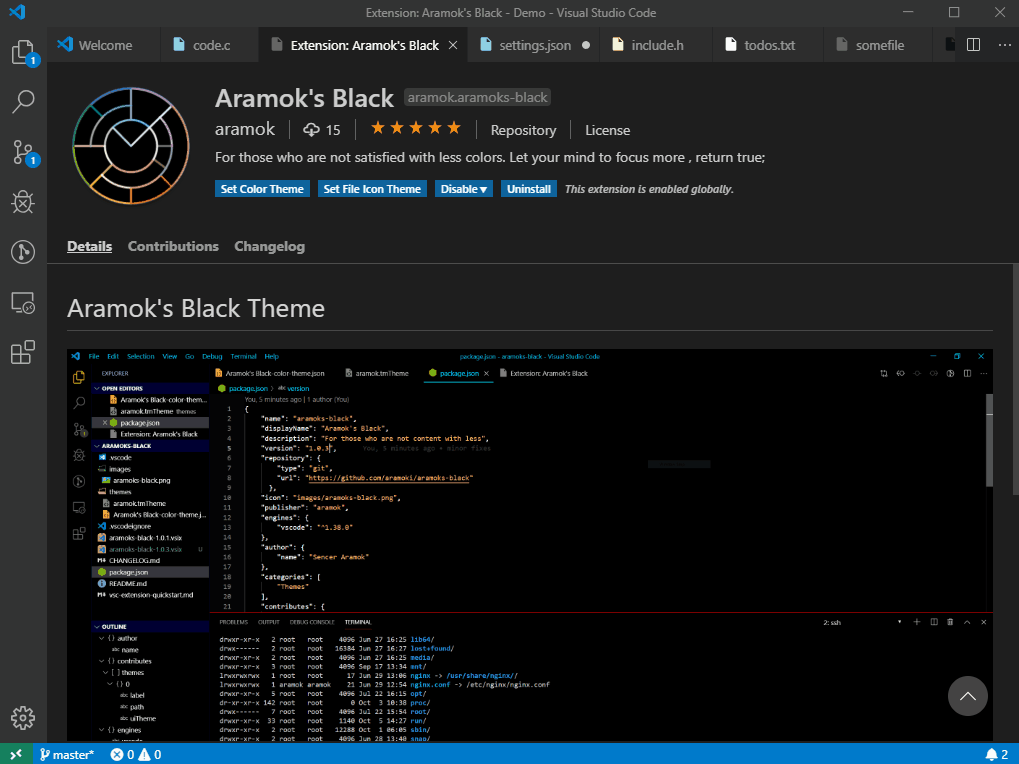 Extension: Aramok's Black - Demo - Visual Studio Code
1
Welcome
code.c
Extension: Aramok's Black
settings.json
include.h
todos.txt
somefile
Aramok's Black aramok.aramoks-black
aramok 15 Repository License
For those who are not satisfied with less colors. Let your mind to focus more , return true;
1
Set Color Theme Set File Icon Theme Disable Uninstall This extension is enabled globally.
Details Contributions Changelog
Aramok's Black Theme
File Edit Selection View Go Debug Terminal Help package.json - aramoks-black - Visual Studio Code
EXPLORER
OPEN EDITORS
Aramok's Black-color-them...
aramok.tmTheme themes
package.json
Extension: Aramok's Black
ARAMOKS-BLACK
.vscode
images
aramoks-black.png
themes
aramok.tmTheme
Aramok's Black-color-theme.j...
.vscodeignore
aramoks-black-1.0.1.vsix
aramoks-black-1.0.3.vsix U
CHANGELOG.md
package.json
README.md
vsc-extension-quickstart.md
OUTLINE
{} author
abc name
{} contributes
[ ] themes
{} 0
abc label
abc path
abc uiTheme
{} engines
Aramok's Black-color-theme.json aramok.tmTheme package.json Extension: Aramok's Black
package.json > abc version
You, 5 minutes ago | 1 author (You)
1 {
2 "name": "aramoks-black",
3 "displayName": "Aramok's Black",
4 "description": "For those who are not content with less",
5 "version": "1.0.3", You, 5 minutes ago • minor fixes
6 "repository": {
7 "type": "git",
8 "url": "https://github.com/aramoki/aramoks-black"
9 },
10 "icon": "images/aramoks-black.png",
11 "publisher": "aramok",
12 "engines": {
13 "vscode": "^1.38.0"
14 },
15 "author": {
16 "name": "Sencer Aramok"
17 },
18 "categories": [
19 "Themes"
20 ],
21 "contributes": {
PROBLEMS OUTPUT DEBUG CONSOLE TERMINAL 2: ssh
drwxr-xr-x 2 root root 4096 Jun 27 16:25 lib64/
drwx------ 2 root root 16384 Jun 27 16:27 lost+found/
drwxr-xr-x 2 root root 4096 Jun 27 16:25 media/
drwxr-xr-x 3 root root 4096 Sep 17 13:34 mnt/
lrwxrwxrwx 1 root root 17 Jun 29 13:06 nginx -> /usr/share/nginx//
lrwxrwxrwx 1 aramok aramok 21 Jun 29 12:54 nginx.conf -> /etc/nginx/nginx.conf
drwxr-xr-x 5 root root 4096 Jul 22 16:15 opt/
dr-xr-xr-x 142 root root 0 Oct 3 10:38 proc/
drwx------ 7 root root 4096 Jul 22 15:54 root/
drwxr-xr-x 33 root root 1140 Oct 5 14:27 run/
drwxr-xr-x 2 root root 12288 Oct 1 06:05 sbin/
drwxr-xr-x 2 root root 4096 Jun 28 13:40 snap/
master* 0 0 2